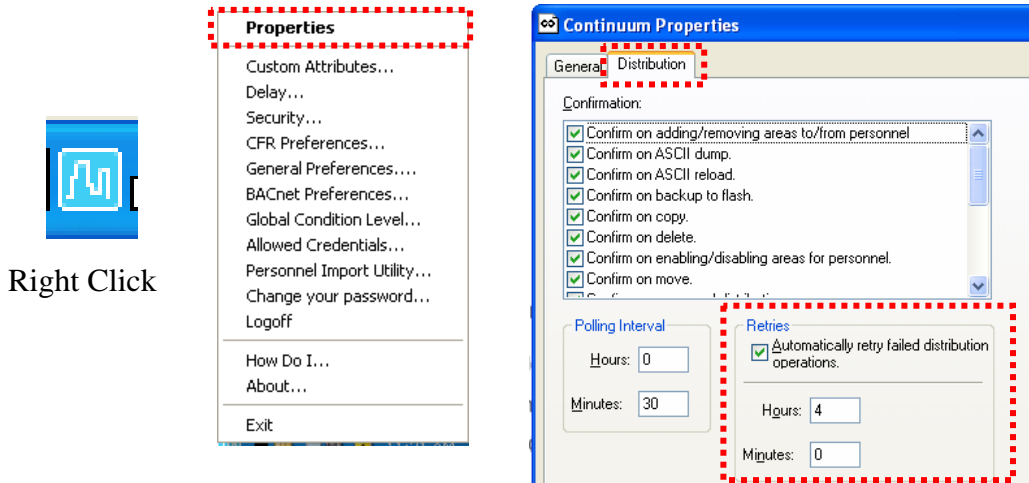 Right Click
Properties
Custom Attributes...
Delay...
Security...
CFR Preferences...
General Preferences....
BACnet Preferences...
Global Condition Level...
Allowed Credentials...
Personnel Import Utility...
Change your password...
Logoff
How Do I...
About...
Exit
Continuum Properties
General Distribution
Confirmation:
Confirm on adding/removing areas to/from personnel
Confirm on ASCII dump.
Confirm on ASCII reload.
Confirm on backup to flash.
Confirm on copy.
Confirm on delete.
Confirm on enabling/disabling areas for personnel.
Confirm on move.
Polling Interval
Hours: 0
Minutes: 30
Retries
Automatically retry failed distribution
operations.
Hours: 4
Minutes: 0